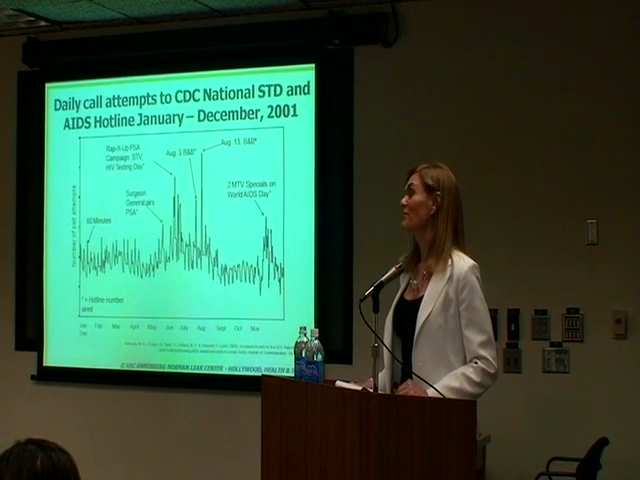 Daily call attempts to CDC National STD and
AIDS Hotline January – December, 2001
Aug. 13, B&B*
Rap-It-Up PSA
Campaign, BTV,
HIV Testing Day*
Aug. 3 B&B*
2 MTV Specials on
World AIDS Day*
Surgeon
General airs
PSA*
60 Minutes
Number of call attempts
* = Hotline number
aired
Jan Feb Mar April May June July Aug Sept Oct Nov
Dec
© USC ANNENBERG NORMAN LEAR CENTER - HOLLYWOOD, HEALTH &